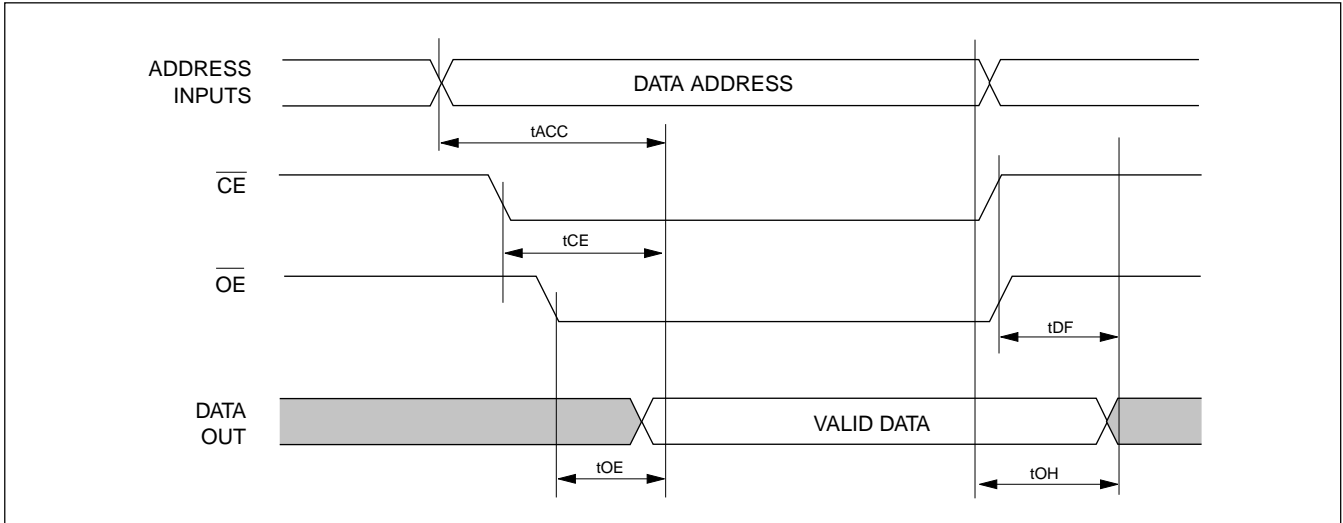 ADDRESS
INPUTS
DATA ADDRESS
tACC
CE
tCE
OE
tDF
DATA
OUT
VALID DATA
tOE
tOH